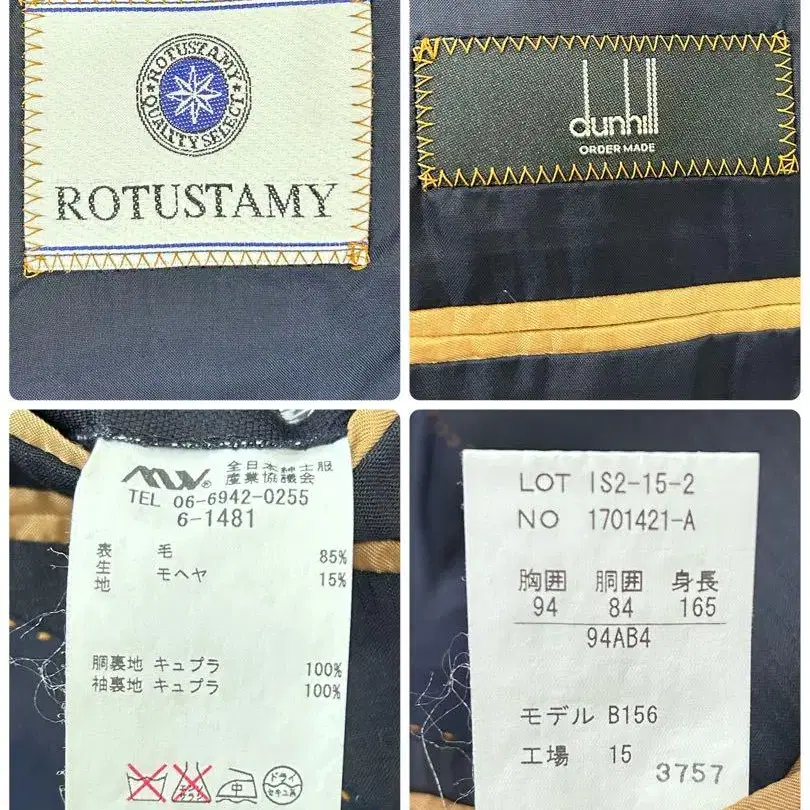 ROTUSTAMY
QUALITY SELECT
ROTUSTAMY
dunhill
ORDER MADE
全日本紳士服
産業協議会
TEL 06-6942-0255
6-1481
表生地 毛 85%
モヘヤ 15%
胴裏地 キュプラ 100%
袖裏地 キュプラ 100%
ドライ
セキユ系
LOT IS2-15-2
NO 1701421-A
胸囲 胴囲 身長
94 84 165
94AB4
モデル B156
工場 15
3757